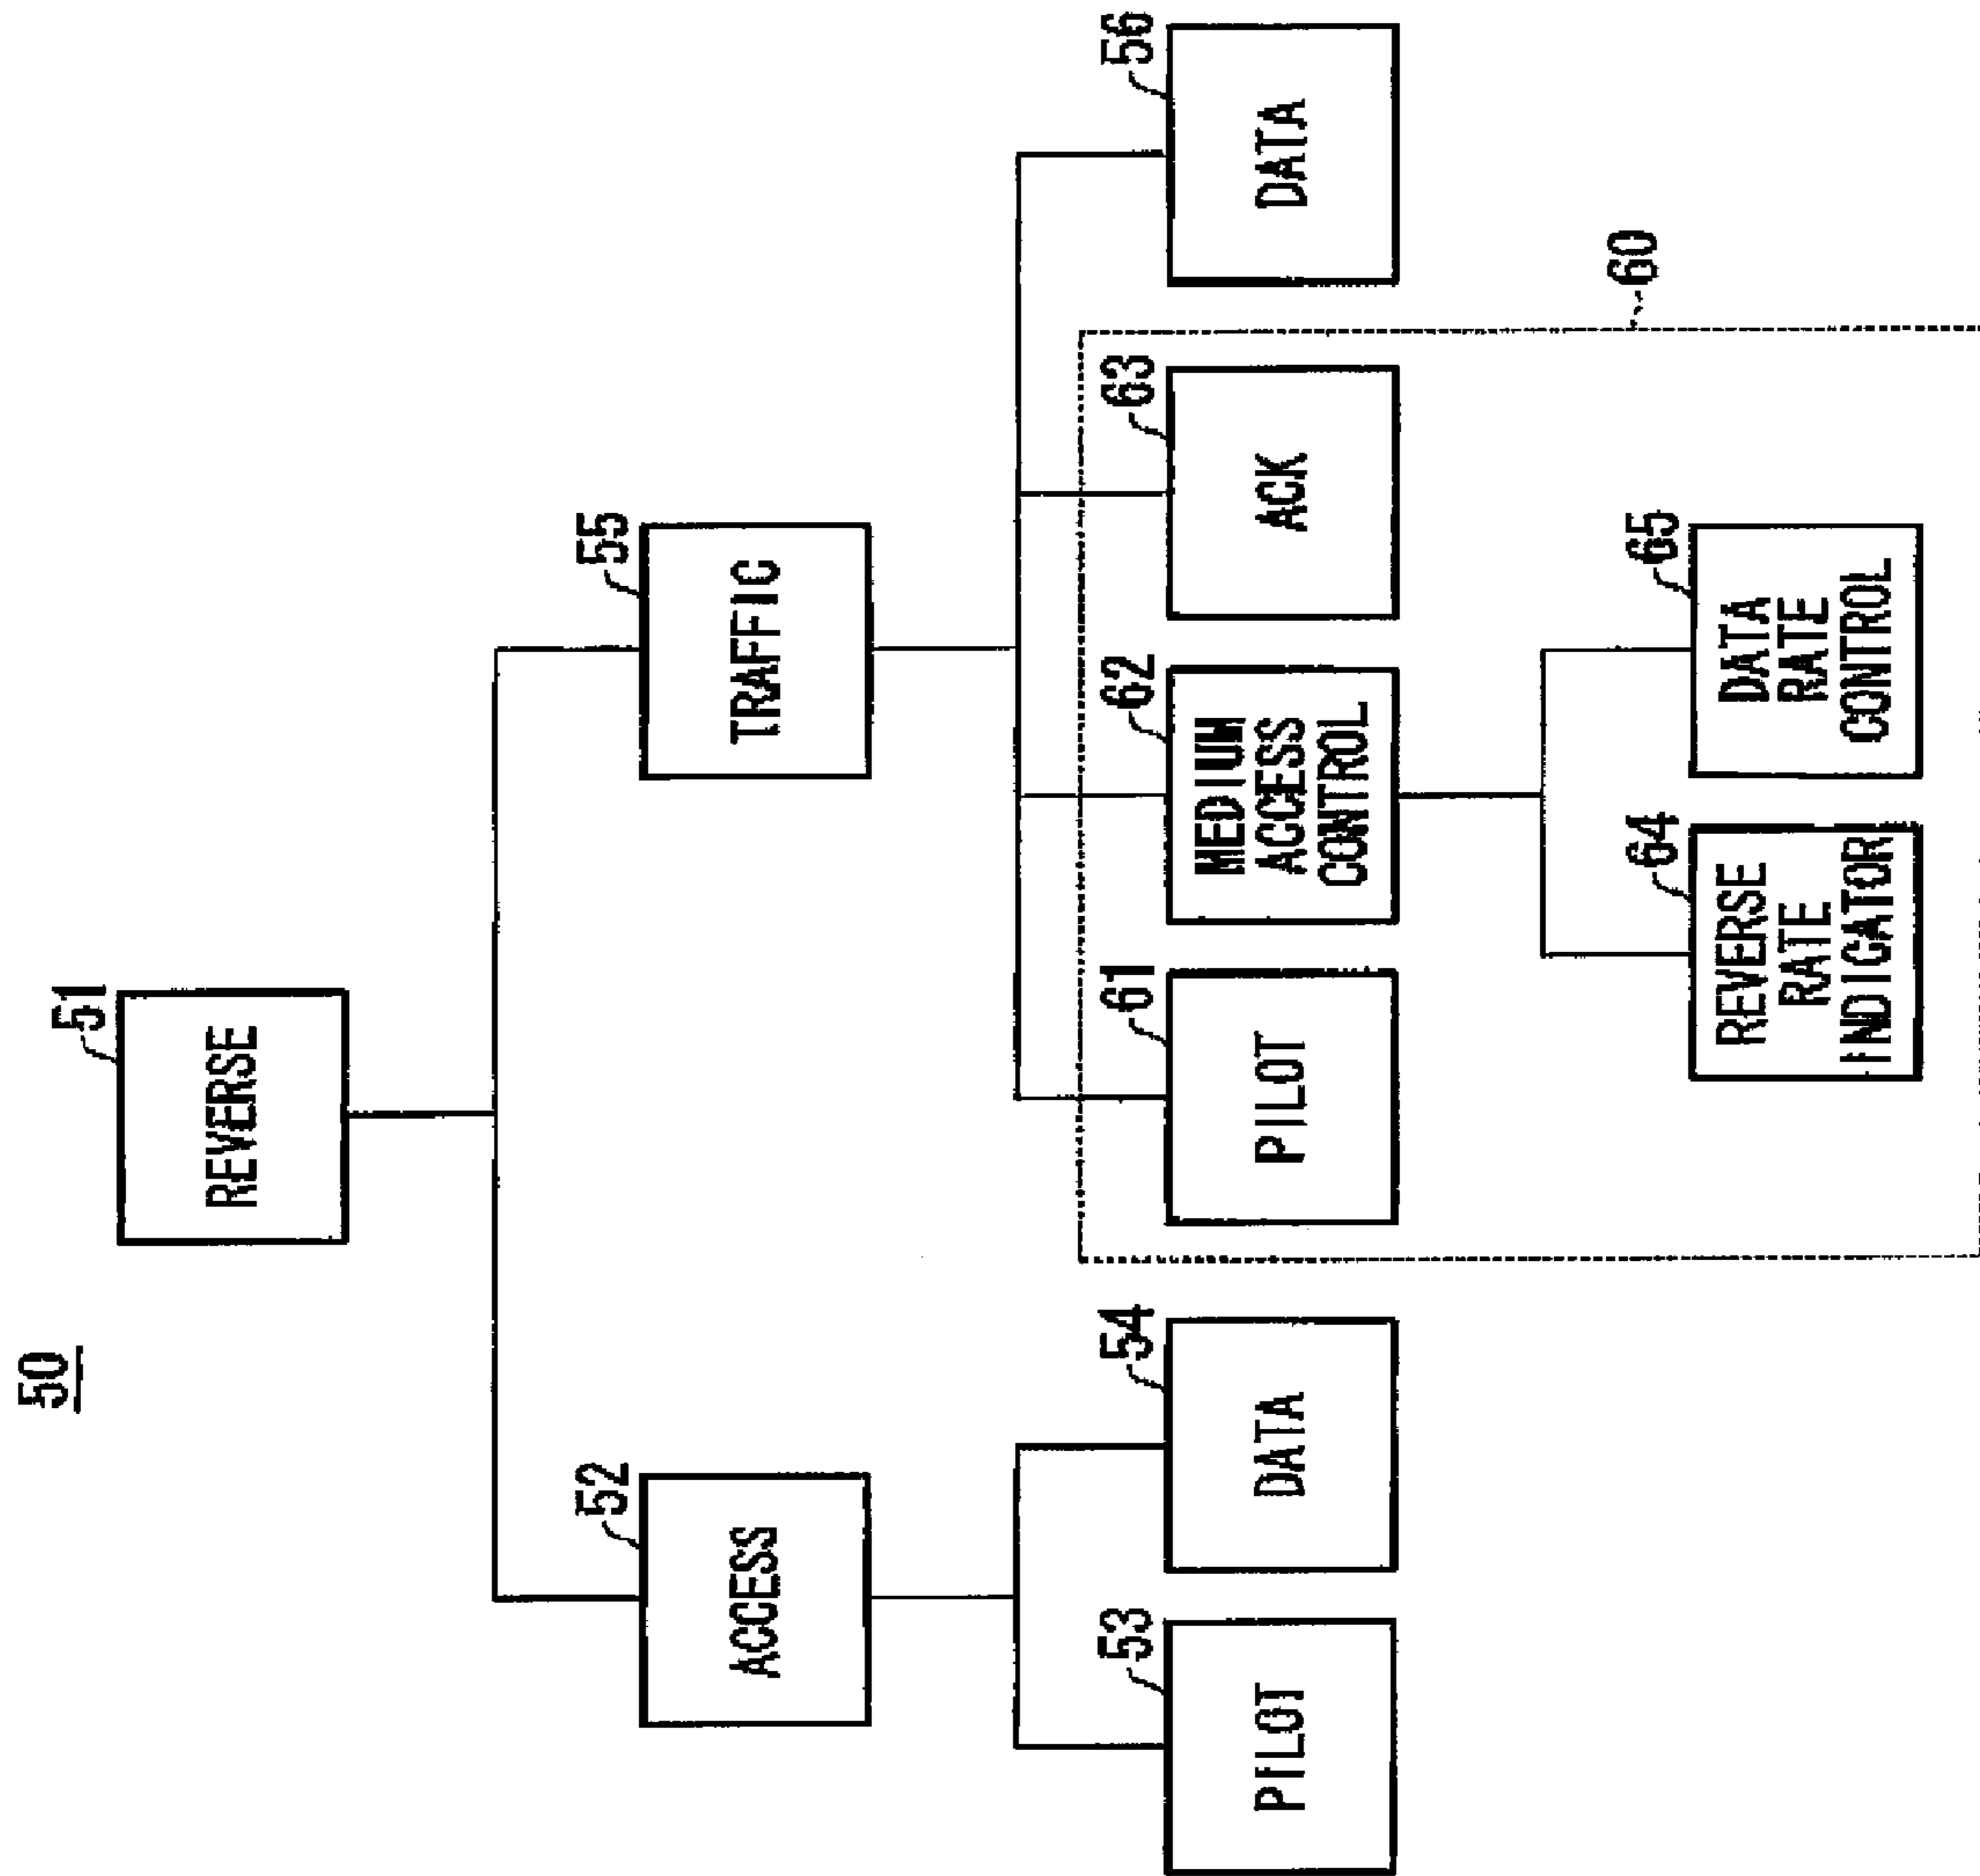 50
51
REVERSE
52
ACCESS
55
TRAFFIC
53
PILOT
54
DATA
61
PILOT
62
MEDIUM
ACCESS
CONTROL
63
ACK
56
DATA
60
64
REVERSE
RATE
INDICATOR
65
DATA
RATE
CONTROL